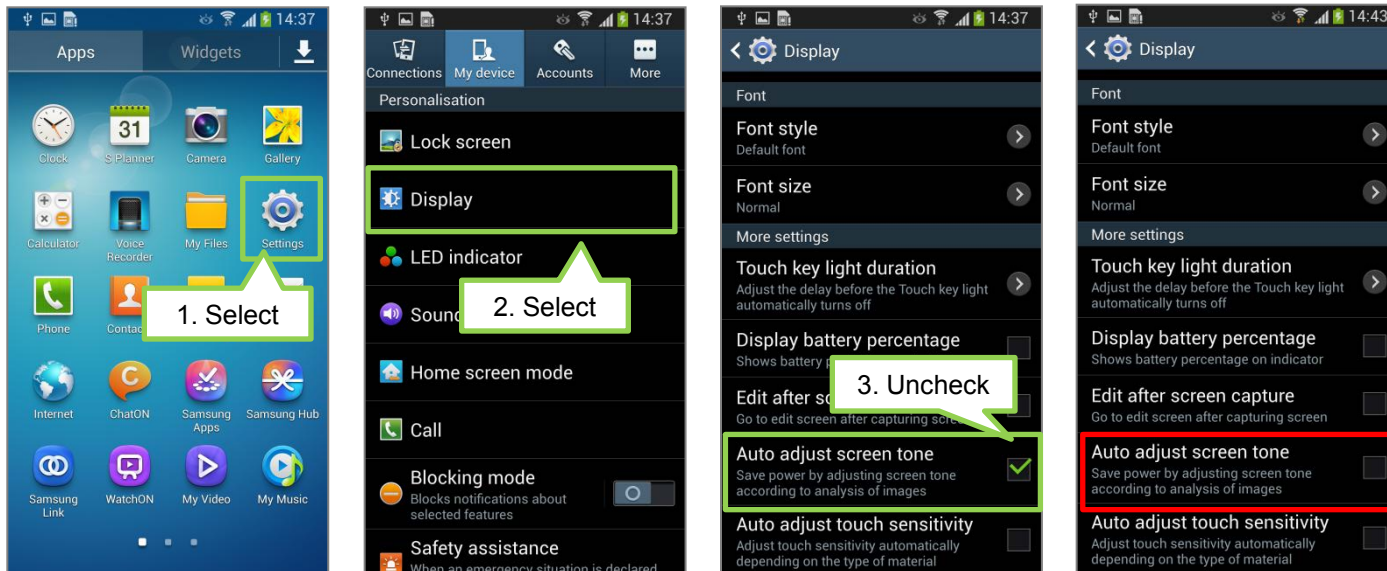 14:37
Apps
Widgets
31
Clock
S Planner
Camera
Gallery
Calculator
Voice
Recorder
My Files
Settings
1. Select
Phone
C
Internet
ChatON
Samsung
Apps
Samsung Hub
Samsung
Link
WatchON
My Video
My Music
14:37
Connections
My device
Accounts
More
Personalisation
Lock screen
Display
LED indicator
2. Select
Home screen mode
Call
Blocking mode
Blocks notifications about
selected features
Safety assistance
When an emergency situation is declared
14:37
Display
Font
Font style
Default font
Font size
Normal
More settings
Touch key light duration
Adjust the delay before the Touch key light
automatically turns off
Display battery percentage
Shows battery
3. Uncheck
Edit after
Go to edit screen after capturing
Auto adjust screen tone
Save power by adjusting screen tone
according to analysis of images
Auto adjust touch sensitivity
Adjust touch sensitivity automatically
depending on the type of material
14:43
Display
Font
Font style
Default font
Font size
Normal
More settings
Touch key light duration
Adjust the delay before the Touch key light
automatically turns off
Display battery percentage
Shows battery percentage on indicator
Edit after screen capture
Go to edit screen after capturing screen
Auto adjust screen tone
Save power by adjusting screen tone
according to analysis of images
Auto adjust touch sensitivity
Adjust touch sensitivity automatically
depending on the type of material